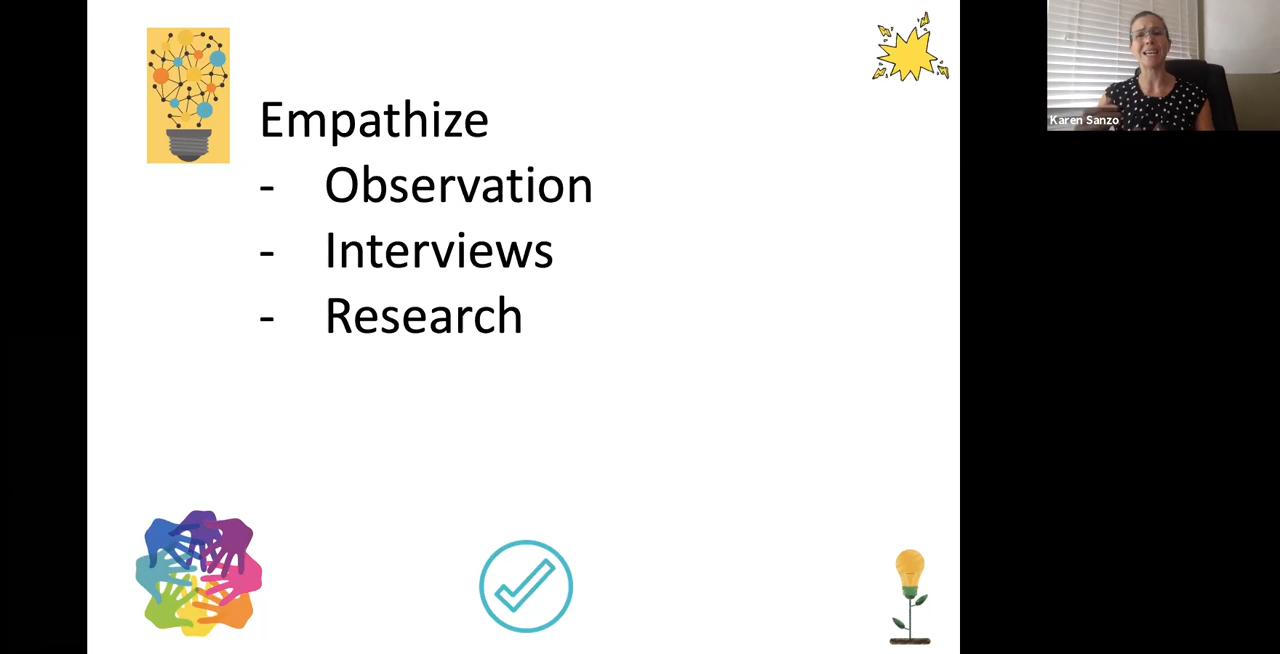 Empathize
- Observation
- Interviews
- Research
Karen Sanzo